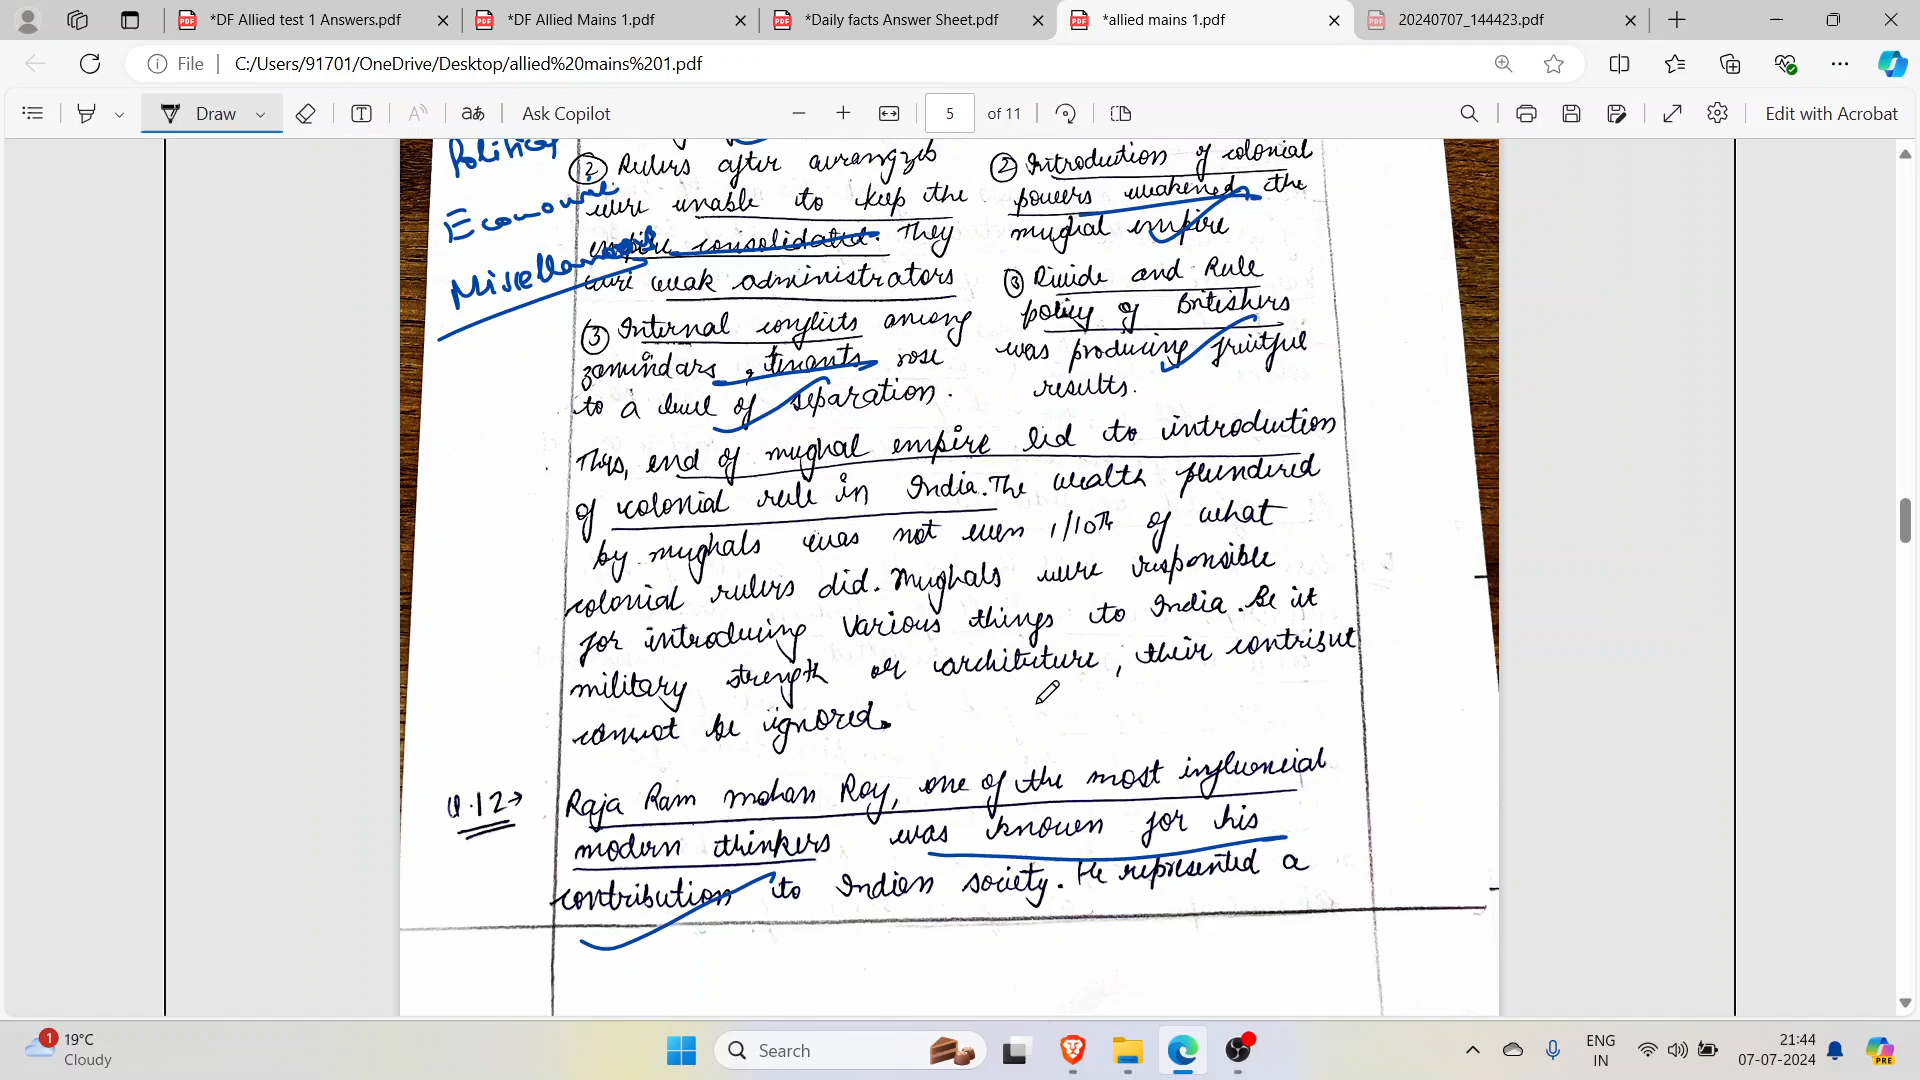 *DF Allied test 1 Answers.pdf
*DF Allied Mains 1.pdf
*Daily facts Answer Sheet.pdf
*allied mains 1.pdf
20240707_144423.pdf
File
C:/Users/91701/OneDrive/Desktop/allied%20mains%201.pdf
Draw
aあ
Ask Copilot
5
of 11
Edit with Acrobat
Political
Economic
Miscellaneous
② Rulers after aurangzeb
were unable to keep the
empire consolidated. They
were weak administrators
③ Internal conflicts among
zamindars, tenants rose
to a level of separation.
② Introduction of colonial
powers weakened the
mughal empire
③ Divide and Rule
policy of Britishers
was producing fruitful
results.
Thus, end of mughal empire led to introduction
of colonial rule in India. The wealth plundered
by mughals was not even 1/10th of what
colonial rulers did. Mughals were responsible
for introducing various things to India. Be it
military strength or architecture, their contribut
cannot be ignored.
Q.12→
Raja Ram mohan Roy, one of the most influencial
modern thinkers was known for his
contribution to Indian society. He represented a
1
19°C
Cloudy
Search
ENG
IN
21:44
07-07-2024
PRE